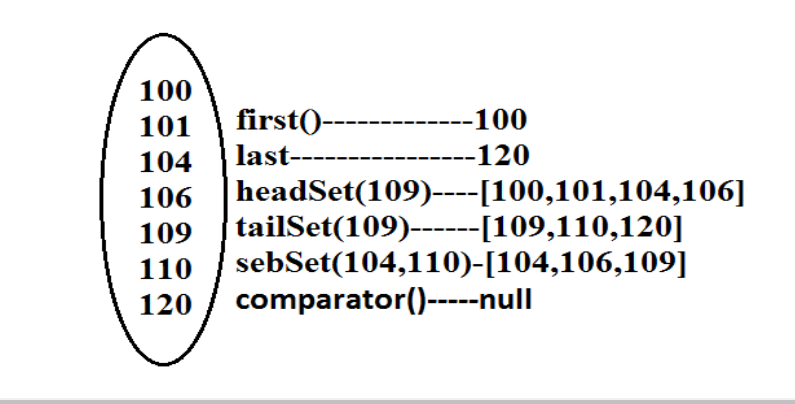 100
101
104
106
109
110
120
first()-------------100
last----------------120
headSet(109)----[100,101,104,106]
tailSet(109)------[109,110,120]
sebSet(104,110)-[104,106,109]
comparator()-----null